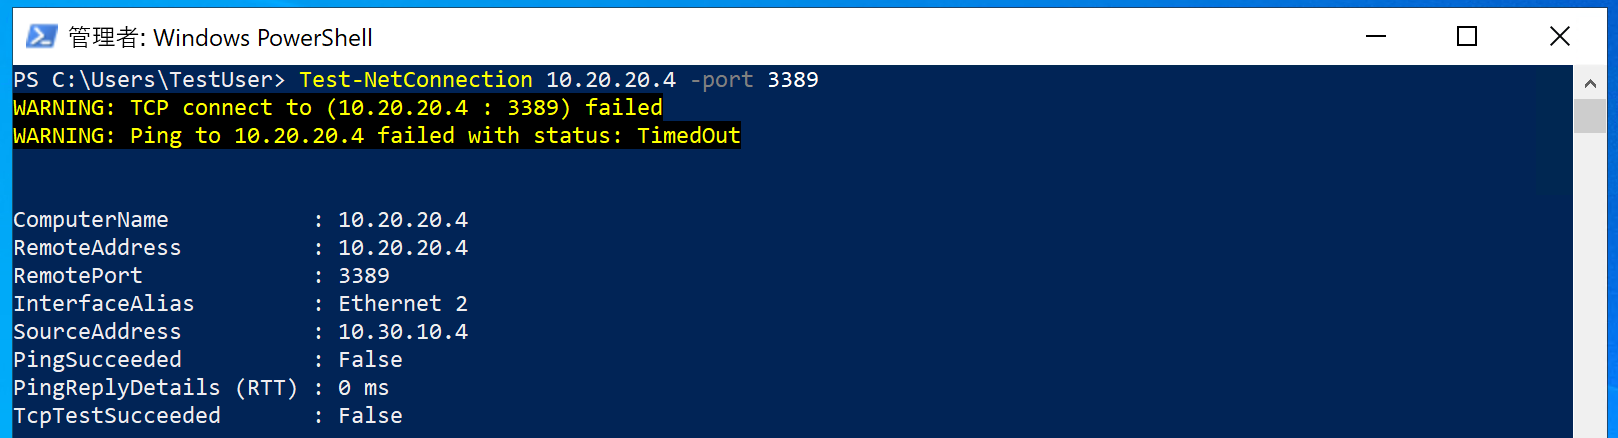 管理者: Windows PowerShell
PS C:\Users\TestUser> Test-NetConnection 10.20.20.4 -port 3389
WARNING: TCP connect to (10.20.20.4 : 3389) failed
WARNING: Ping to 10.20.20.4 failed with status: TimedOut
ComputerName           : 10.20.20.4
RemoteAddress          : 10.20.20.4
RemotePort             : 3389
InterfaceAlias         : Ethernet 2
SourceAddress          : 10.30.10.4
PingSucceeded          : False
PingReplyDetails (RTT) : 0 ms
TcpTestSucceeded       : False